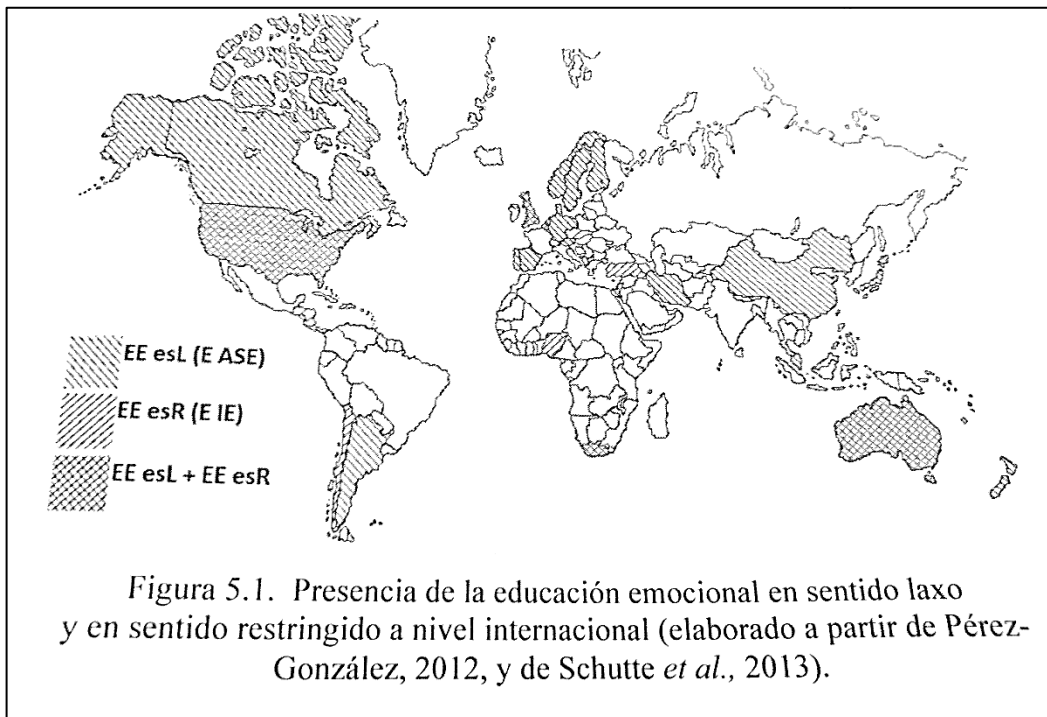 EE esL (E ASE)
EE esR (E IE)
EE esL + EE esR
Figura 5.1. Presencia de la educación emocional en sentido laxo
y en sentido restringido a nivel internacional (elaborado a partir de Pérez-
González, 2012, y de Schutte et al., 2013).